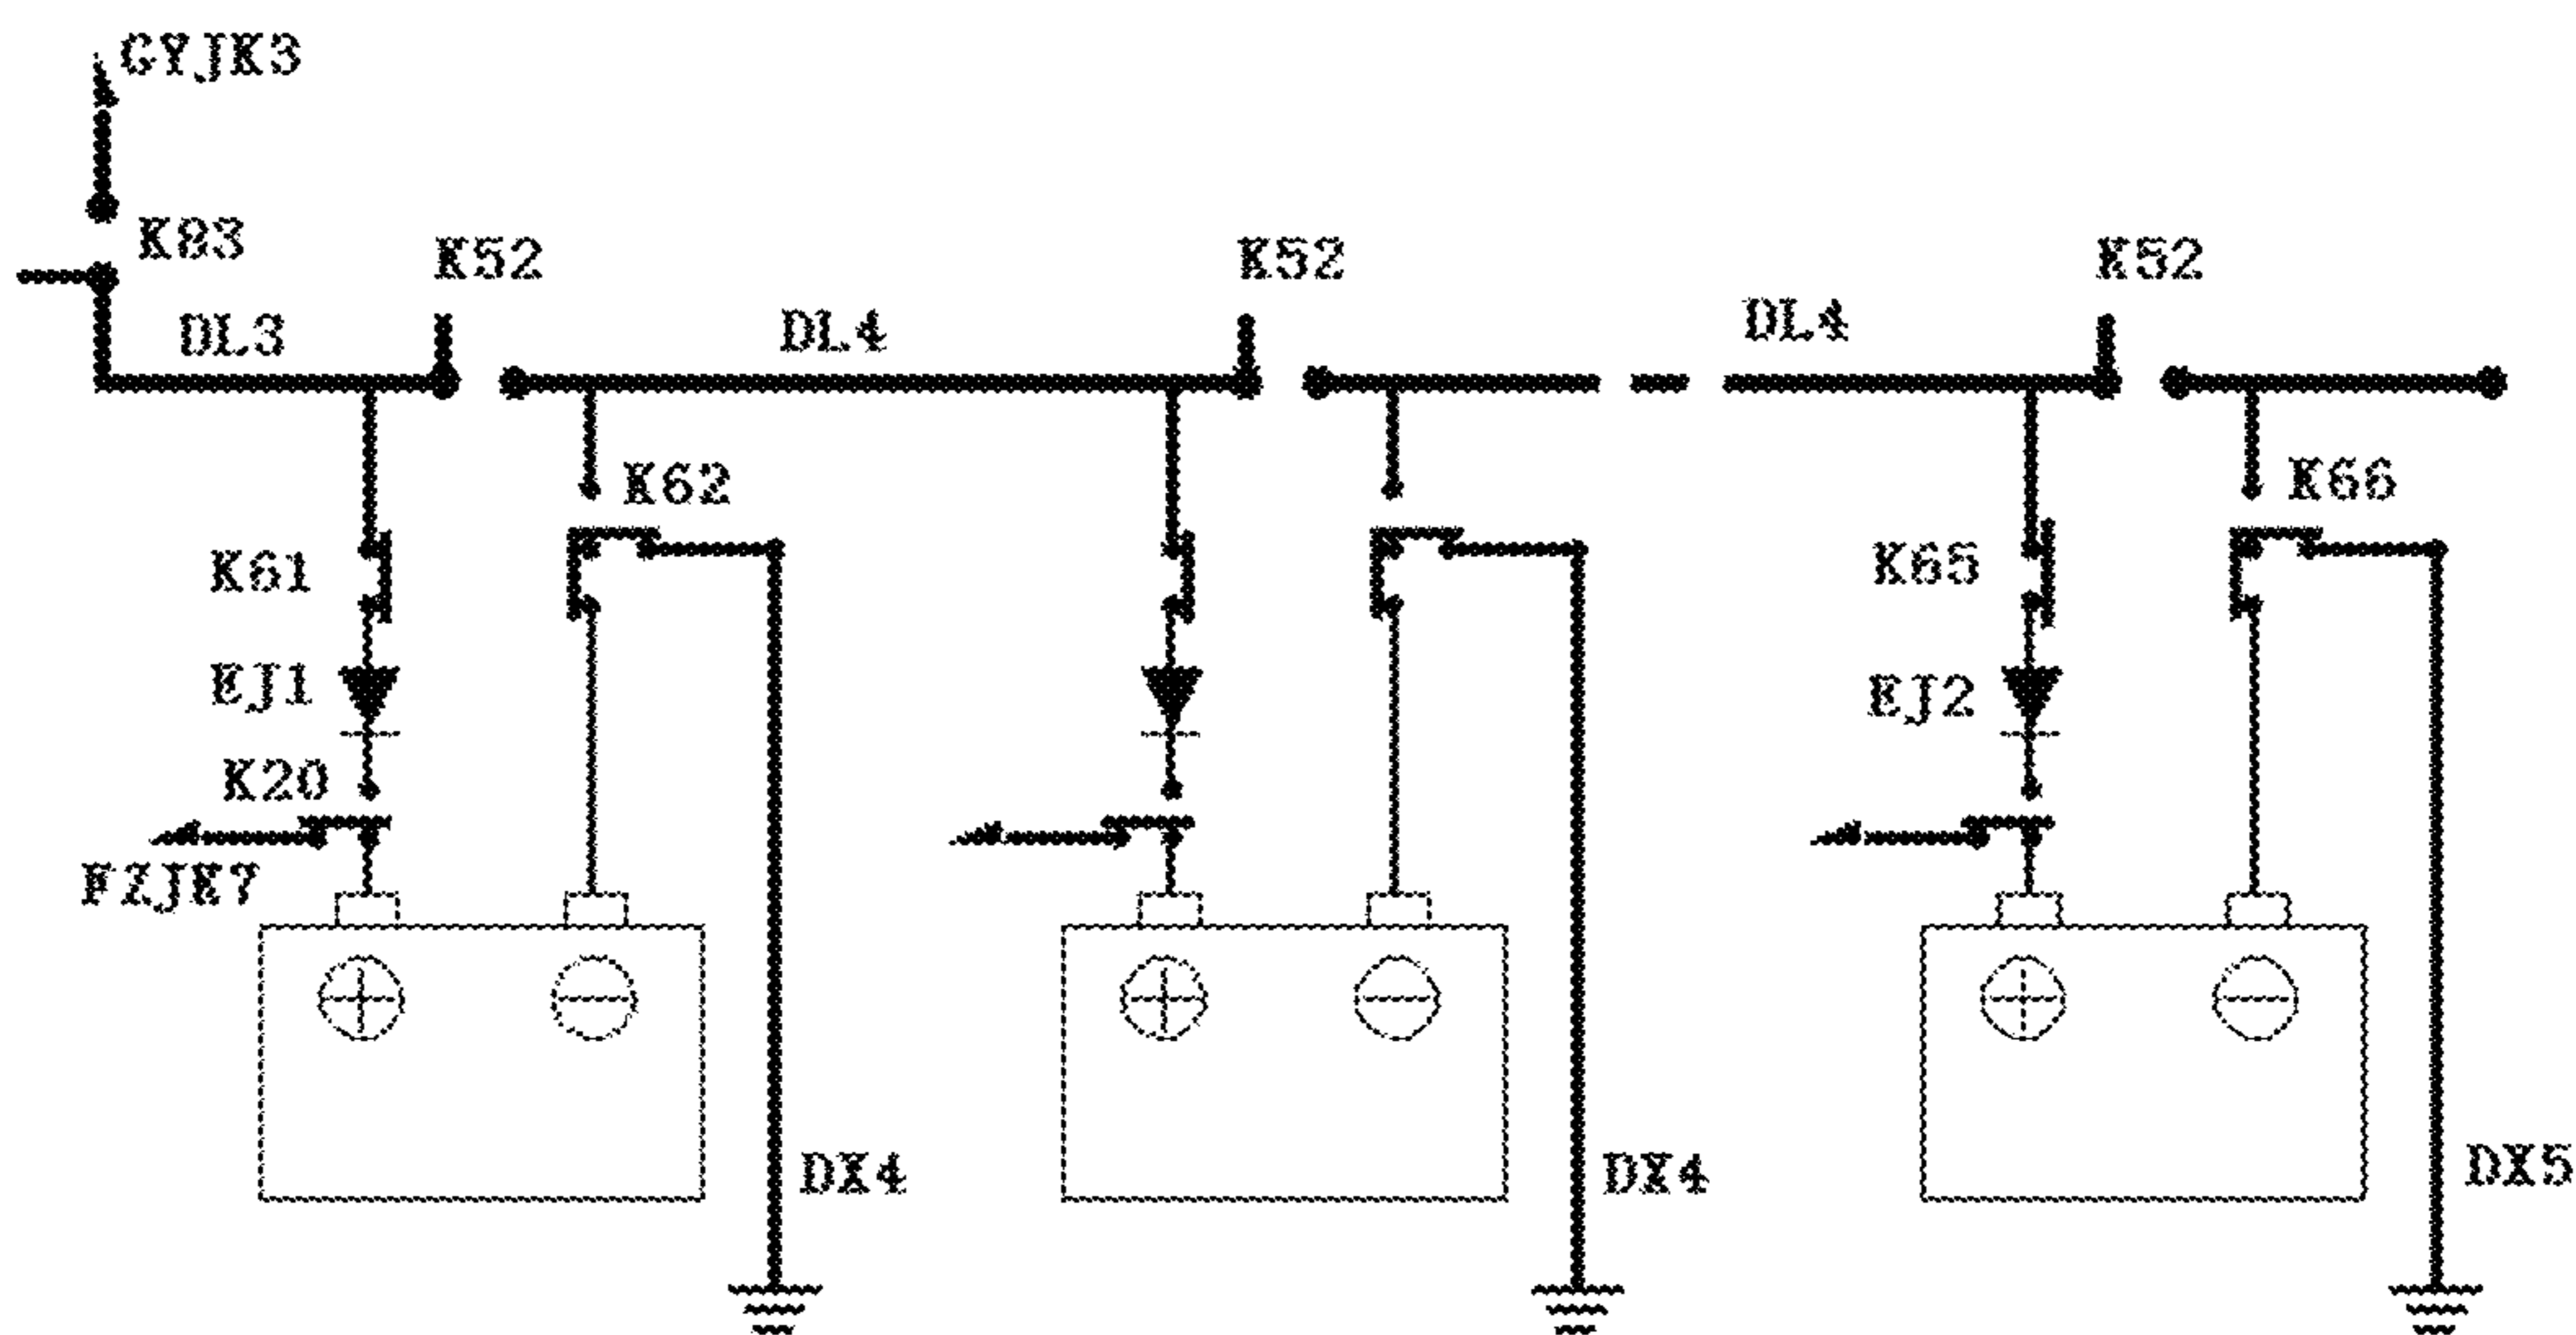 GYJK3
K83
K52
K52
K52
DL3
DL4
DL4
K62
K66
K61
K65
EJ1
EJ2
K20
FZJK7
DX4
DX4
DX5